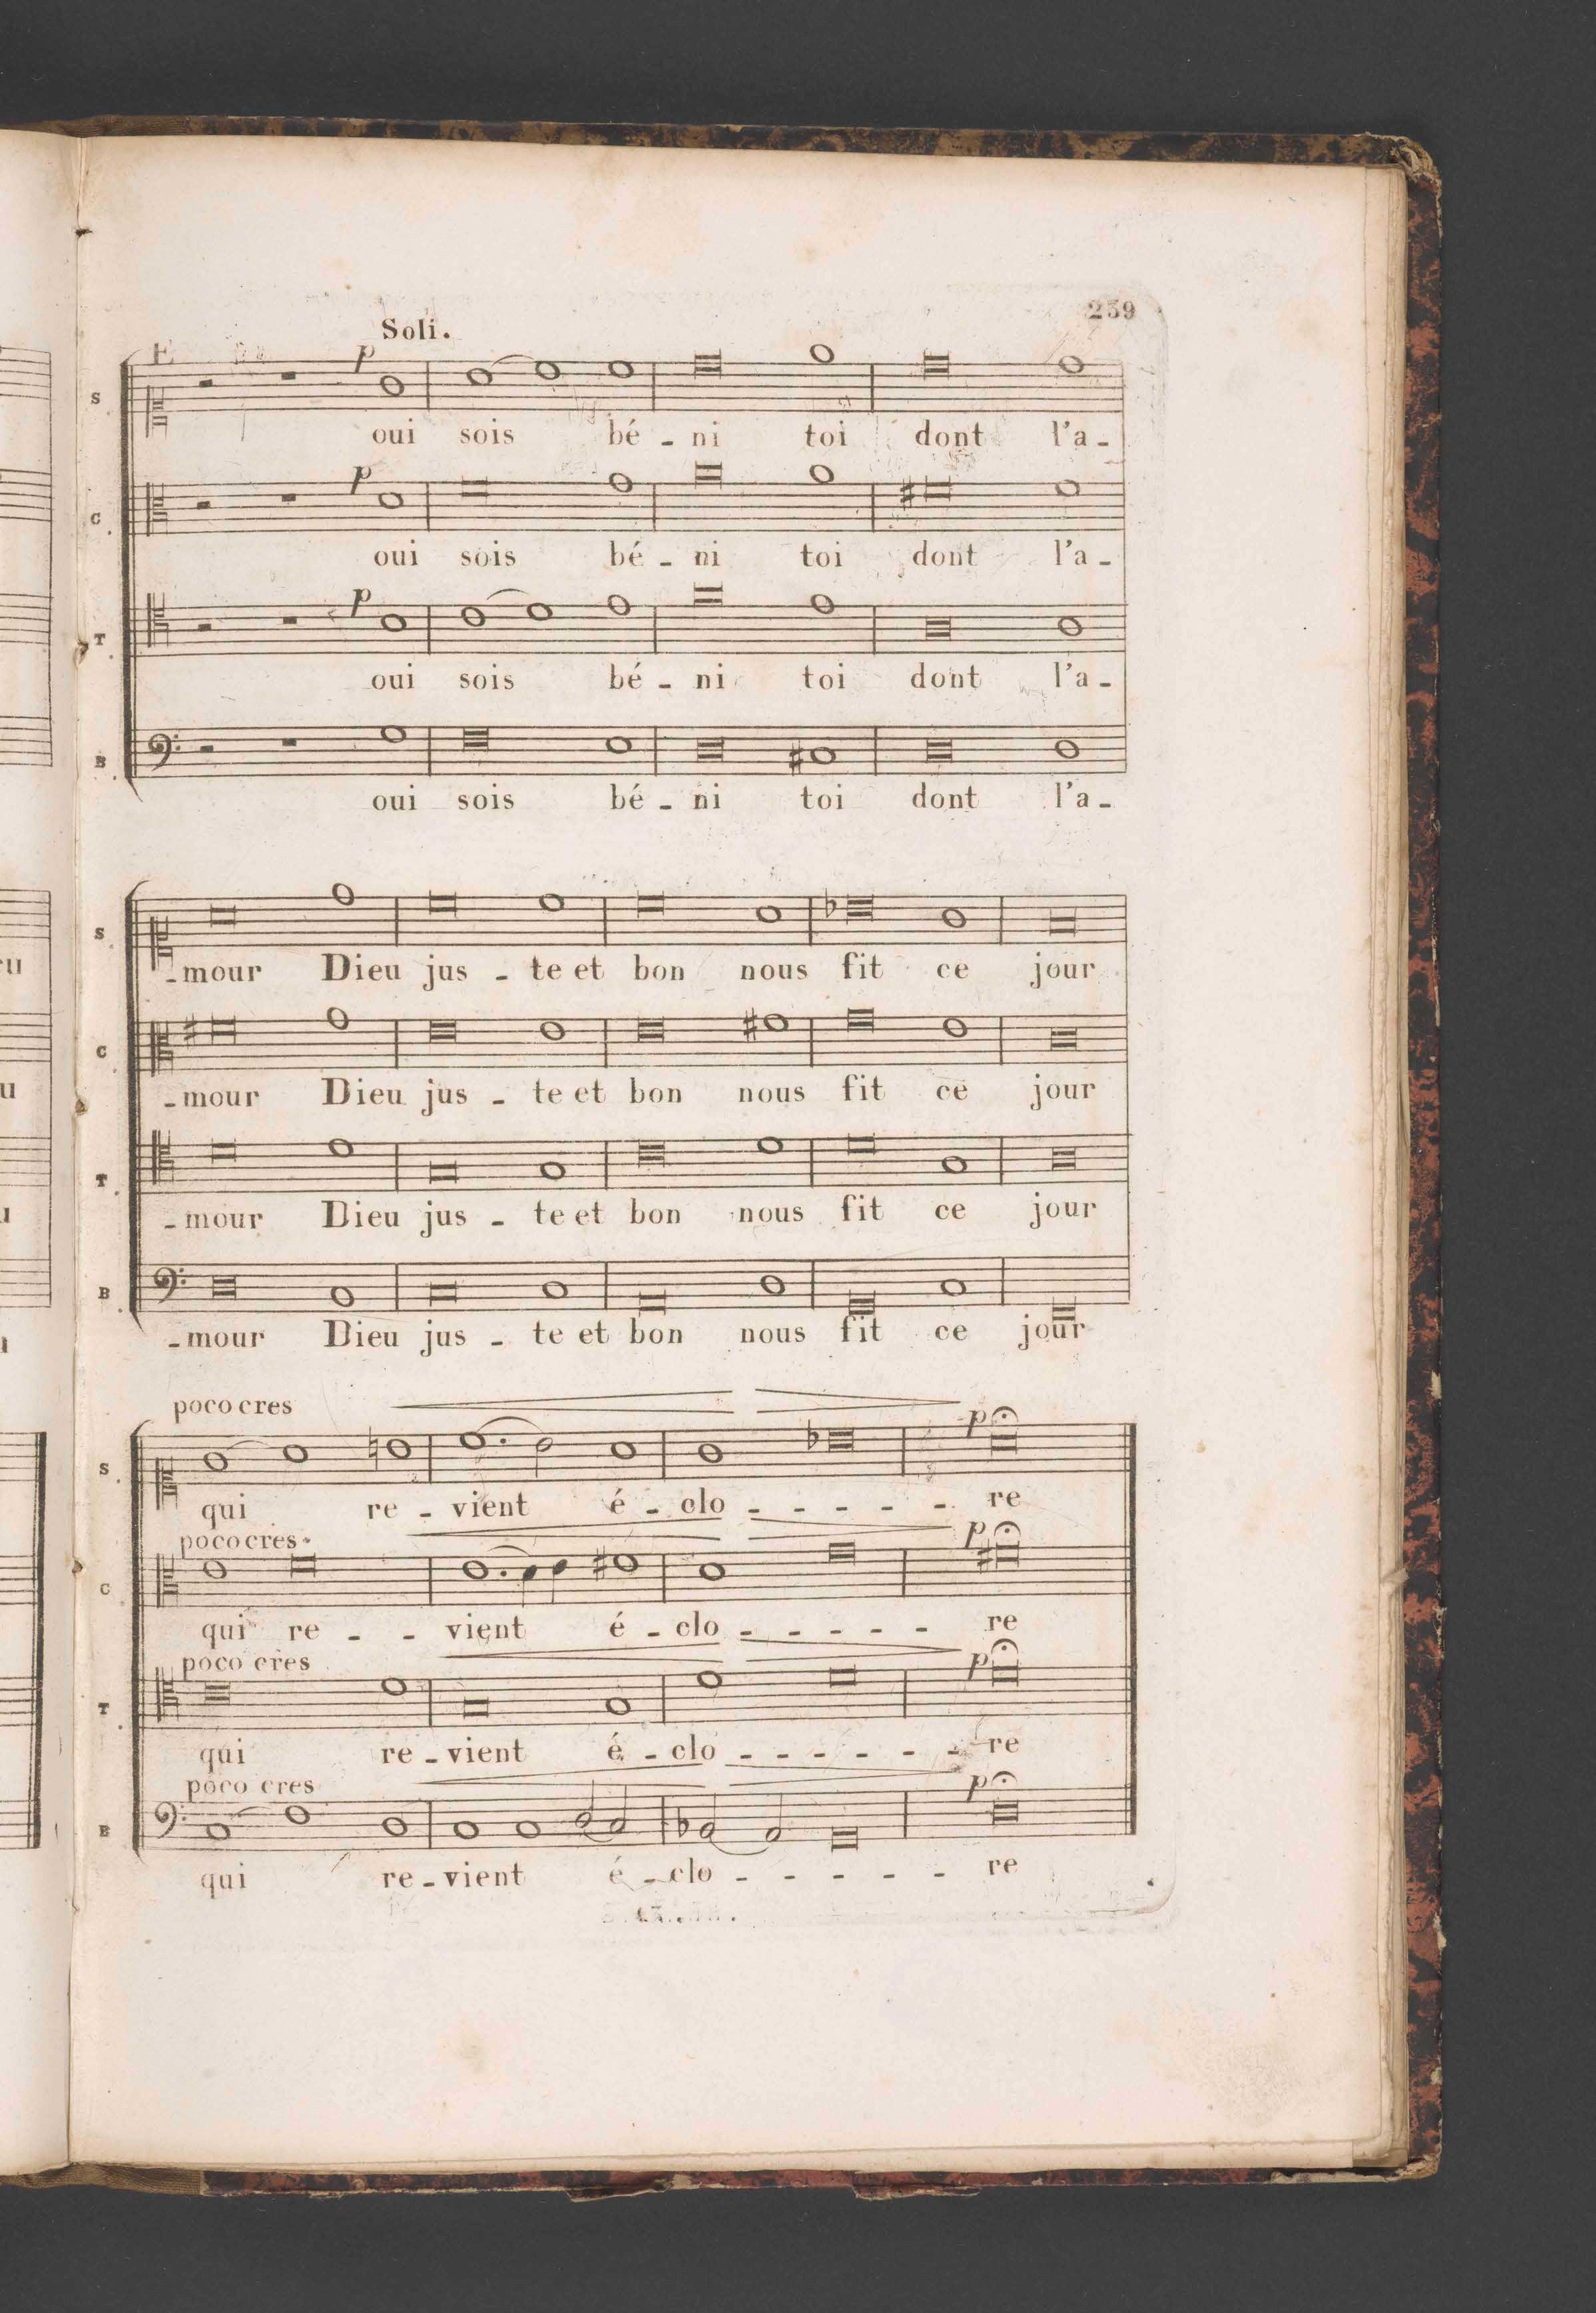 239
Soli.
p
S
oui sois bé - ni toi dont l'a -
p
C.
oui sois bé - ni toi dont l'a -
p
T.
oui sois bé - ni toi dont l'a -
B.
oui sois bé - ni toi dont l'a -
S.
- mour Dieu jus - te et bon nous fit ce jour
C
- mour Dieu jus - te et bon nous fit ce jour
T.
- mour Dieu jus - te et bon nous fit ce jour
B.
- mour Dieu jus - te et bon nous fit ce jour
poco cres
p
S.
qui re - vient é - clo - - - - - re
poco cres
p
C
qui re - - vient é - clo - - - - - re
poco cres
p
T.
qui re - vient é - clo - - - - - - re
poco cres
p
B
qui re - vient é - clo - - - - - re